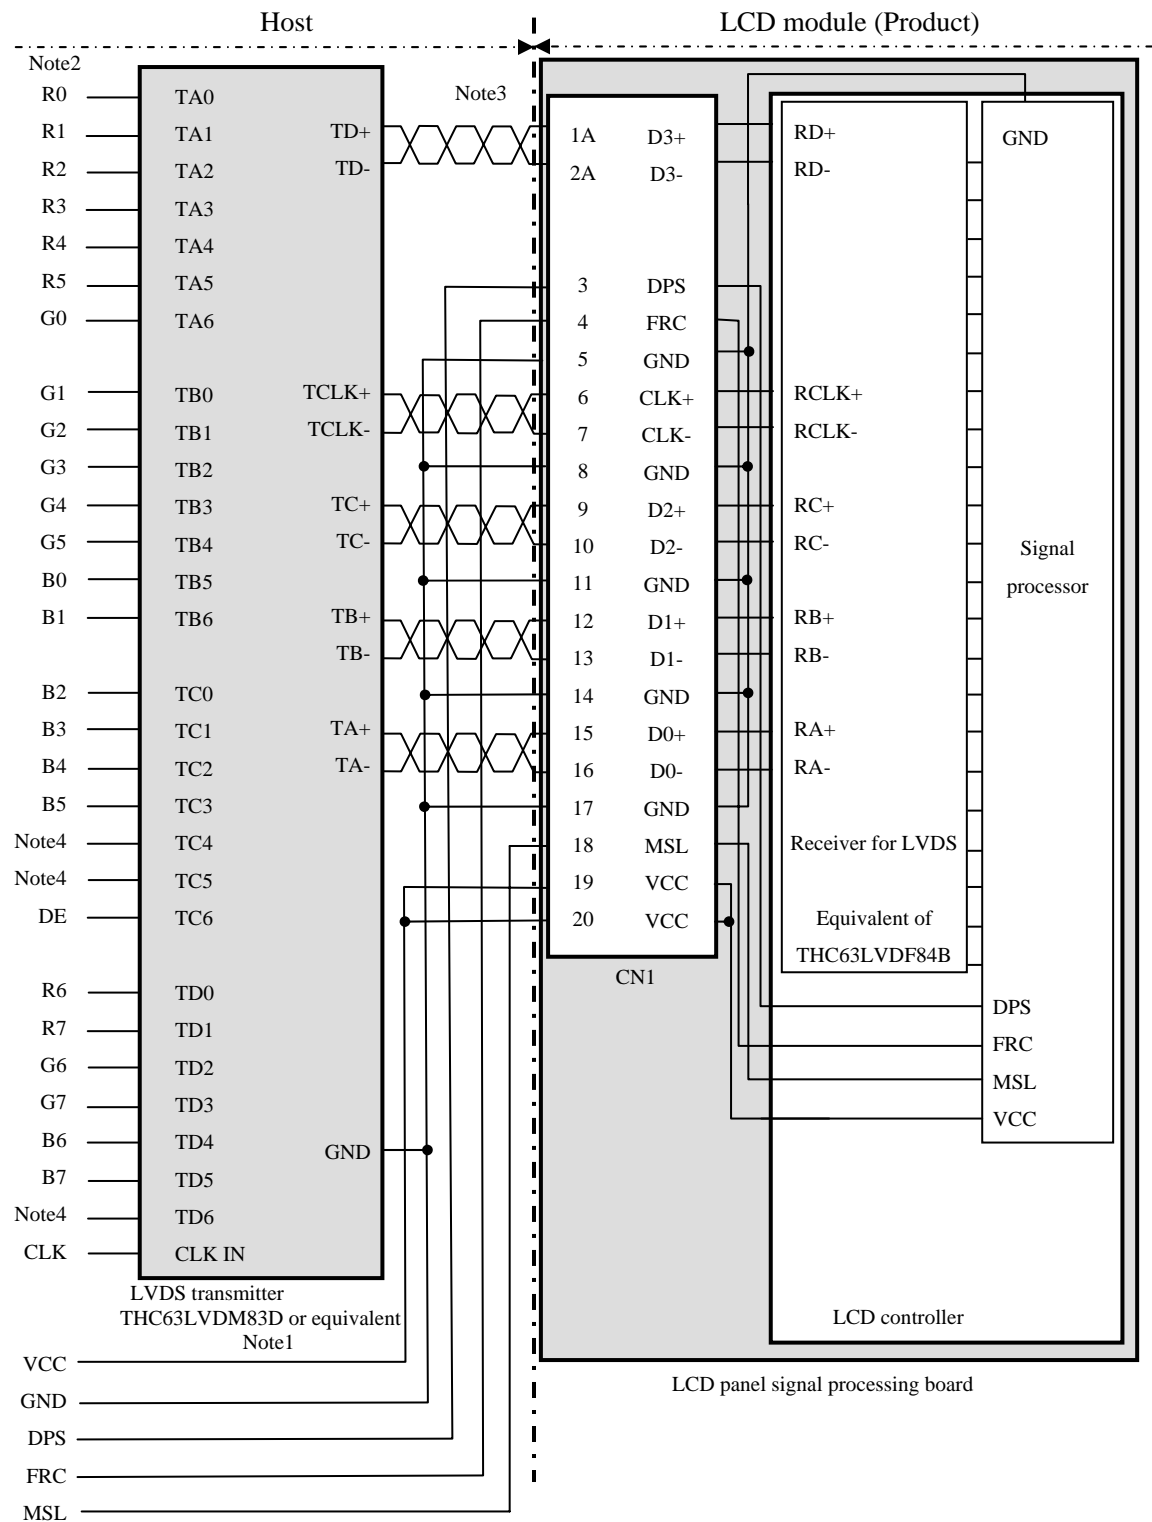 Host
LCD module (Product)
Note2
R0 TA0
R1 TA1 TD+
R2 TA2 TD-
R3 TA3
R4 TA4
R5 TA5
G0 TA6
G1 TB0 TCLK+
G2 TB1 TCLK-
G3 TB2
G4 TB3 TC+
G5 TB4 TC-
B0 TB5
B1 TB6 TB+
TB-
B2 TC0
B3 TC1 TA+
B4 TC2 TA-
B5 TC3
Note4 TC4
Note4 TC5
DE TC6
R6 TD0
R7 TD1
G6 TD2
G7 TD3
B6 TD4 GND
B7 TD5
Note4 TD6
CLK CLK IN
LVDS transmitter
THC63LVDM83D or equivalent
Note1
VCC
GND
DPS
FRC
MSL
Note3
1A D3+
2A D3-
3 DPS
4 FRC
5 GND
6 CLK+
7 CLK-
8 GND
9 D2+
10 D2-
11 GND
12 D1+
13 D1-
14 GND
15 D0+
16 D0-
17 GND
18 MSL
19 VCC
20 VCC
CN1
RD+
RD-
RCLK+
RCLK-
RC+
RC-
RB+
RB-
RA+
RA-
Receiver for LVDS
Equivalent of
THC63LVDF84B
GND
Signal
processor
DPS
FRC
MSL
VCC
LCD controller
LCD panel signal processing board